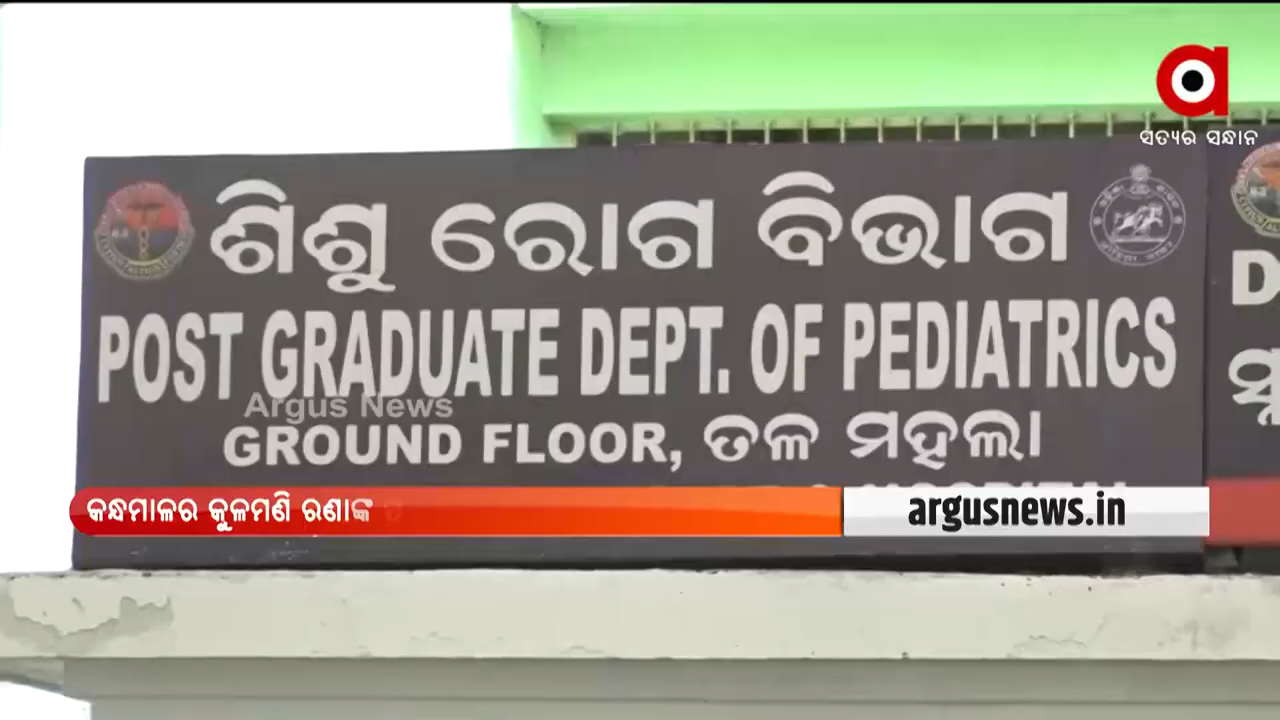 ସତ୍ୟର ସନ୍ଧାନ
ଶିଶୁ ରୋଗ ବିଭାଗ
POST GRADUATE DEPT. OF PEDIATRICS
Argus News
GROUND FLOOR, ତଳ ମହଲା
କନ୍ଧମାଳର କୁଳମଣି ରଣାଙ୍କ
argusnews.in